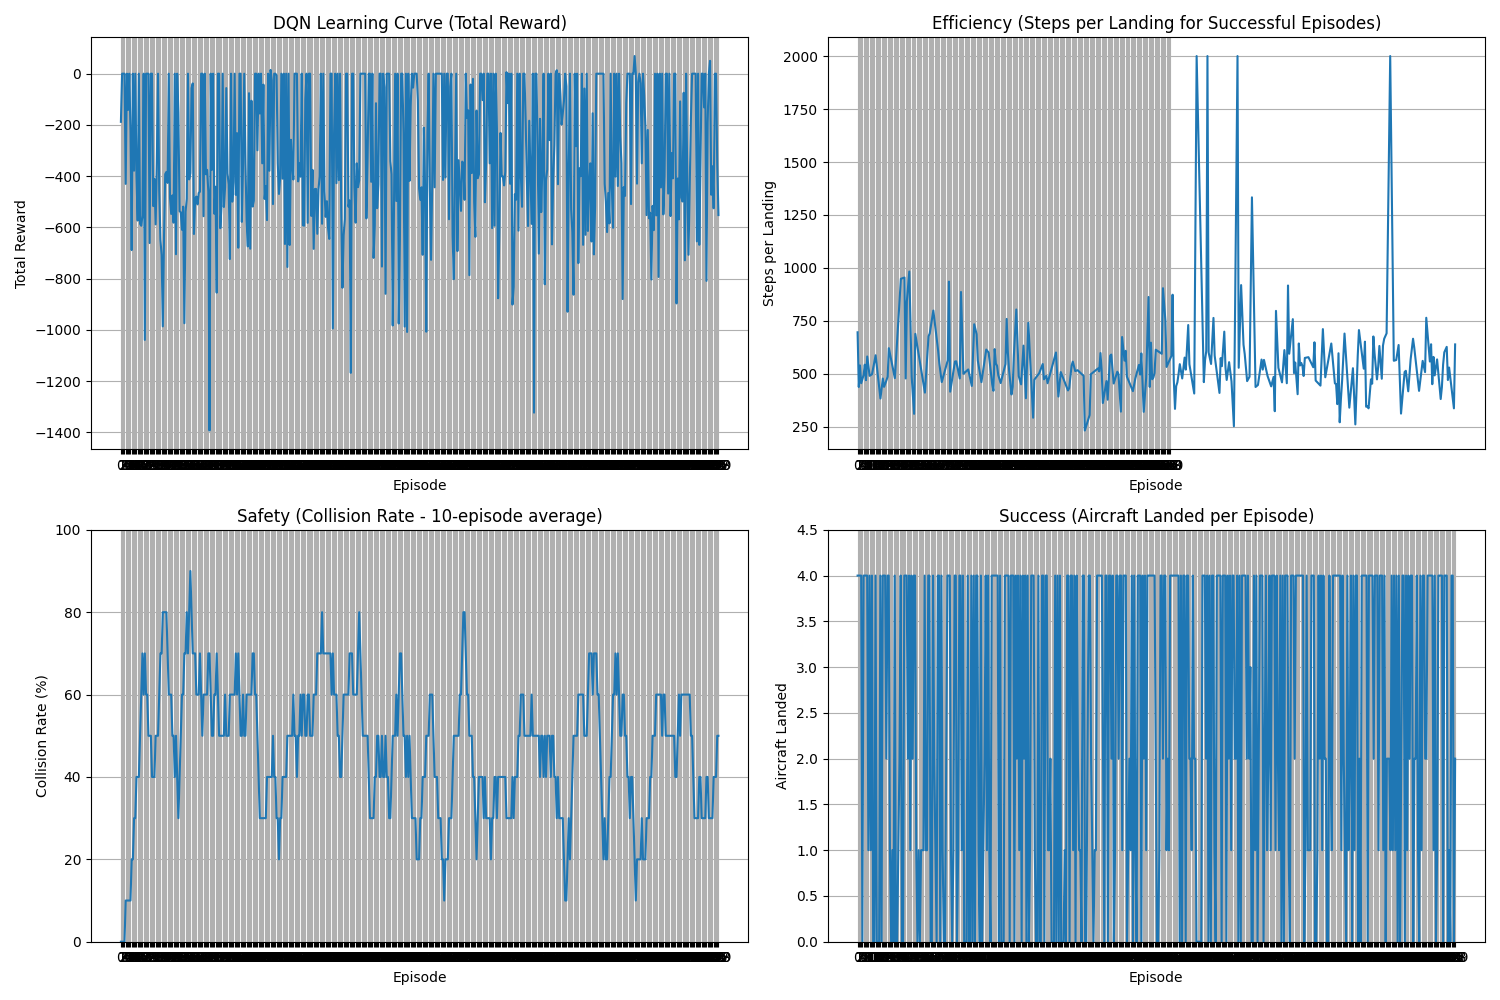 DQN Learning Curve (Total Reward)
Total Reward
0
−200
−400
−600
−800
−1000
−1200
−1400
Episode
Efficiency (Steps per Landing for Successful Episodes)
Steps per Landing
2000
1750
1500
1250
1000
750
500
250
Episode
Safety (Collision Rate - 10-episode average)
Collision Rate (%)
100
80
60
40
20
0
Episode
Success (Aircraft Landed per Episode)
Aircraft Landed
4.5
4.0
3.5
3.0
2.5
2.0
1.5
1.0
0.5
0.0
Episode